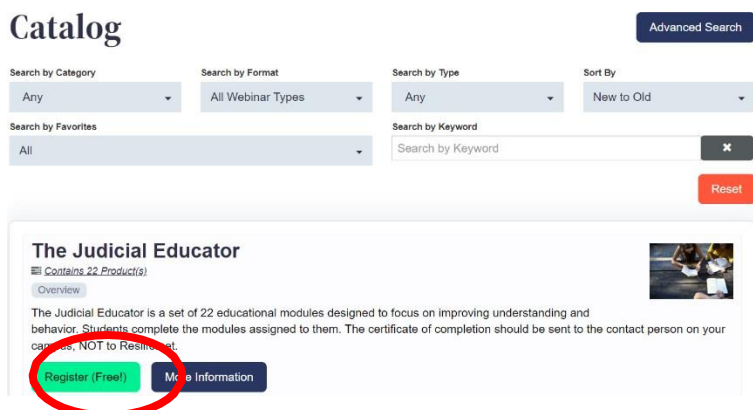 Catalog
Advanced Search
Search by Category
Search by Format
Search by Type
Sort By
Any
All Webinar Types
Any
New to Old
Search by Favorites
Search by Keyword
All
Search by Keyword
Reset
The Judicial Educator
Contains 22 Product(s)
Overview
The Judicial Educator is a set of 22 educational modules designed to focus on improving understanding and
behavior. Students complete the modules assigned to them. The certificate of completion should be sent to the contact person on your
NOT to
Register (Free!)
More Information